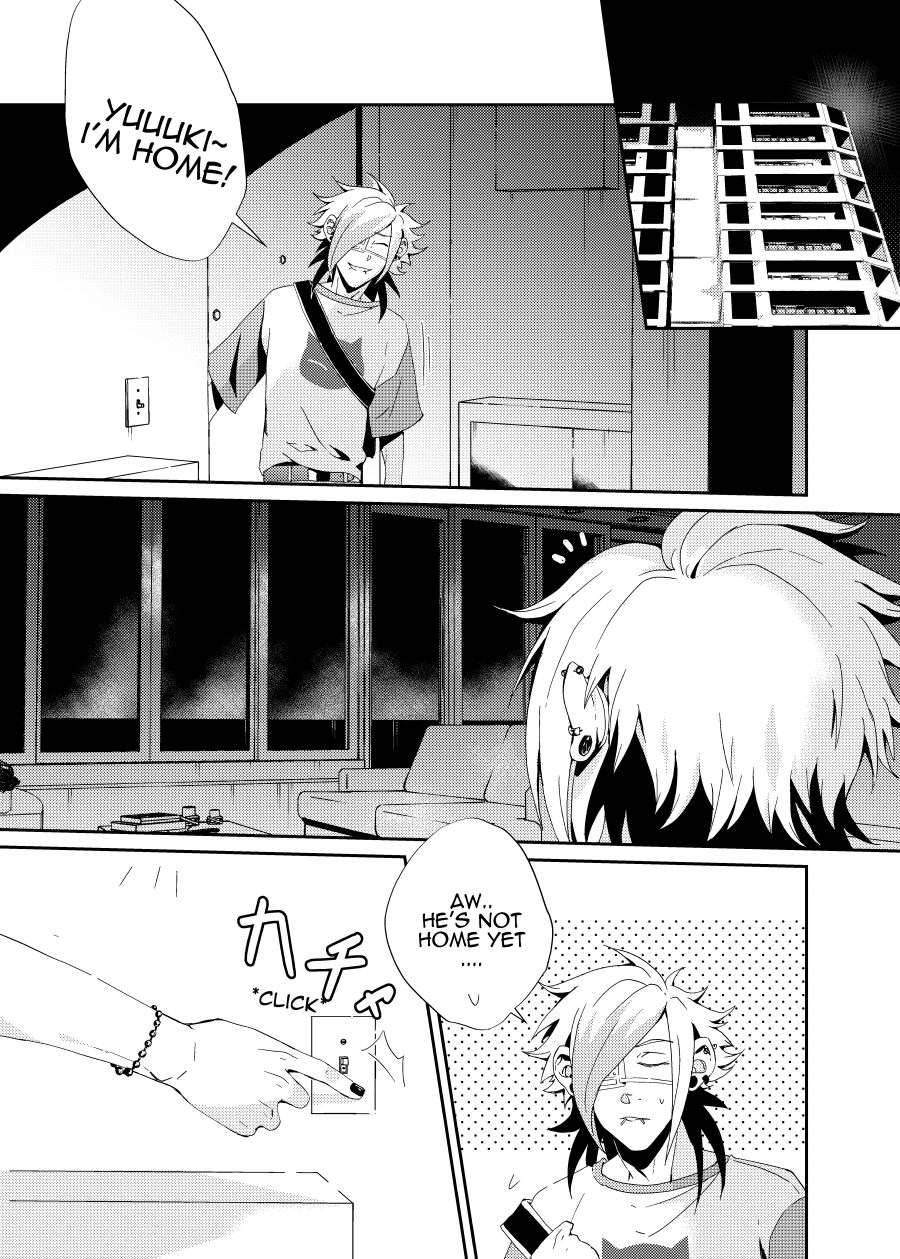 YUUUKI~
I'M HOME!
AW..
HE'S NOT
HOME YET
....
カチャ
*CLICK*